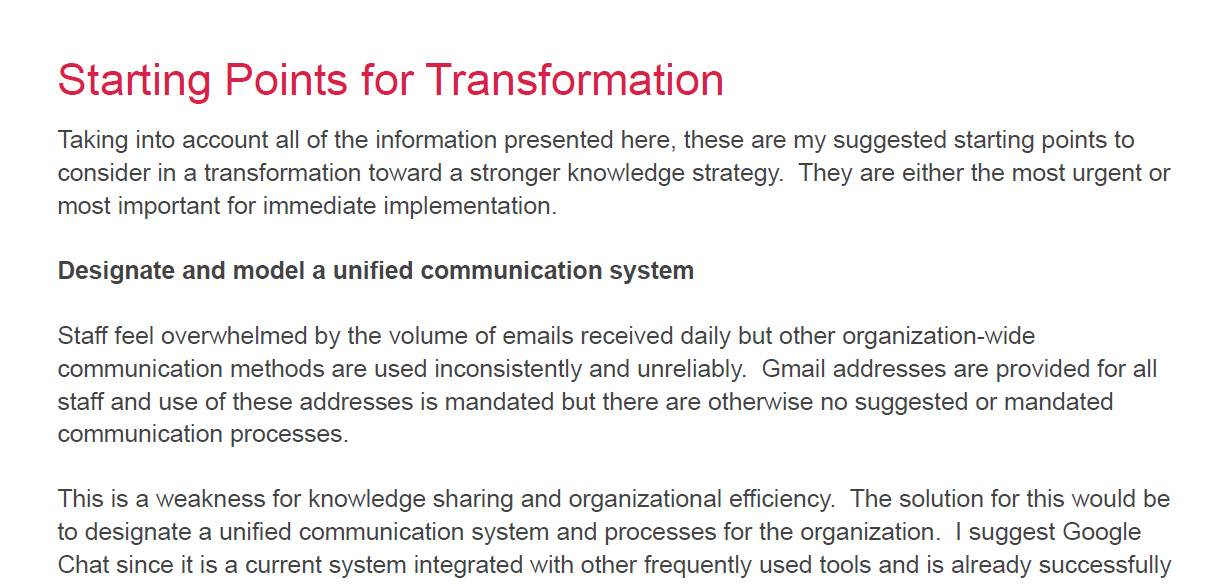 Starting Points for Transformation
Taking into account all of the information presented here, these are my suggested starting points to
consider in a transformation toward a stronger knowledge strategy.  They are either the most urgent or
most important for immediate implementation.
Designate and model a unified communication system
Staff feel overwhelmed by the volume of emails received daily but other organization-wide
communication methods are used inconsistently and unreliably.  Gmail addresses are provided for all
staff and use of these addresses is mandated but there are otherwise no suggested or mandated
communication processes.
This is a weakness for knowledge sharing and organizational efficiency.  The solution for this would be
to designate a unified communication system and processes for the organization.  I suggest Google
Chat since it is a current system integrated with other frequently used tools and is already successfully